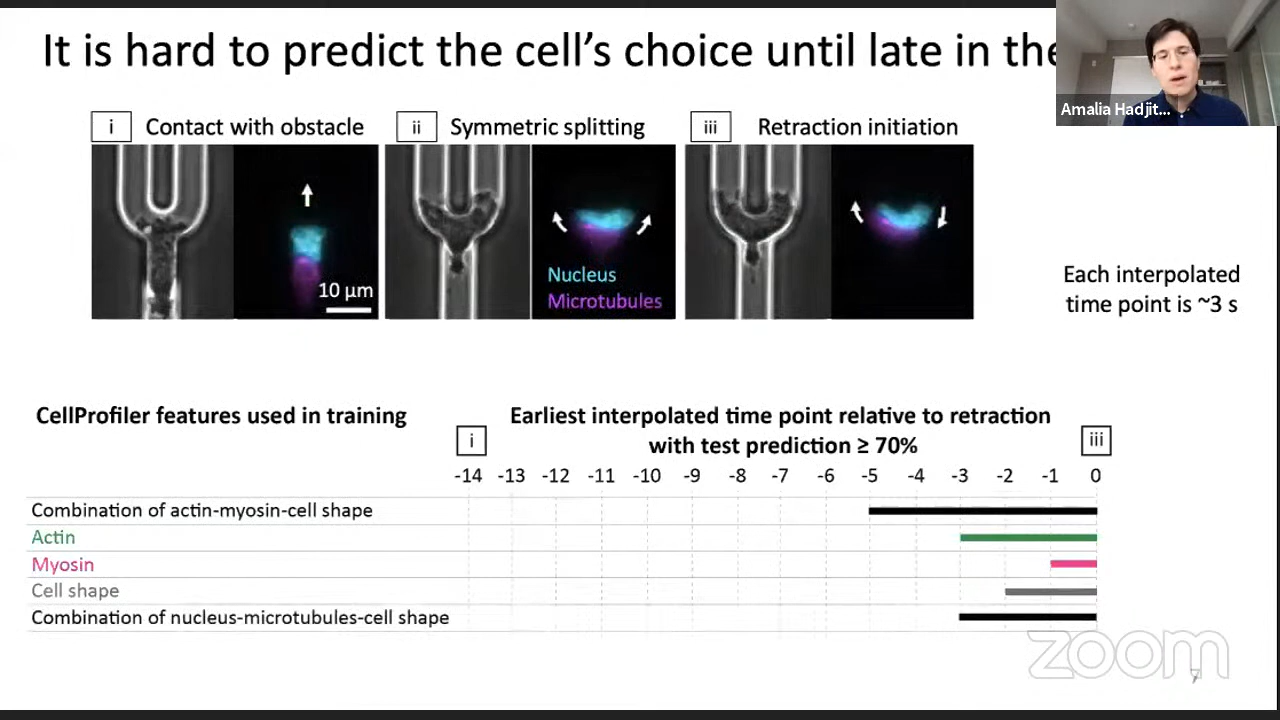 It is hard to predict the cell’s choice until late in the
Amalia Hadjit...
i Contact with obstacle
ii Symmetric splitting
iii Retraction initiation
10 µm
Nucleus
Microtubules
Each interpolated
time point is ~3 s
CellProfiler features used in training
Earliest interpolated time point relative to retraction
with test prediction ≥ 70%
i
iii
-14 -13 -12 -11 -10 -9 -8 -7 -6 -5 -4 -3 -2 -1 0
Combination of actin-myosin-cell shape
Actin
Myosin
Cell shape
Combination of nucleus-microtubules-cell shape
zoom